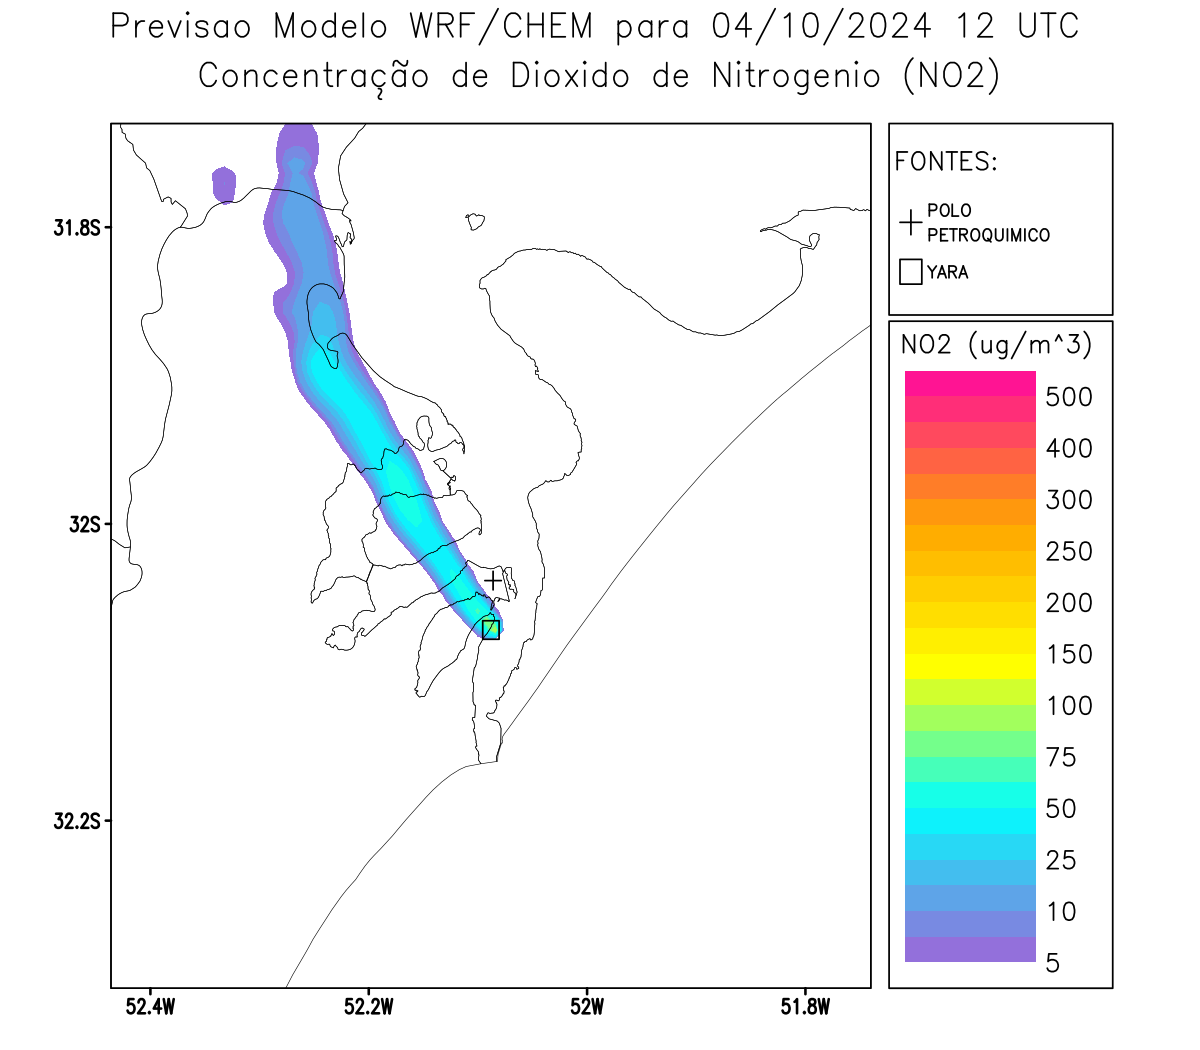 Previsao Modelo WRF/CHEM para 04/10/2024 12 UTC
Concentração de Dioxido de Nitrogenio (NO2)
FONTES:
POLO
PETROQUIMICO
YARA
31.8S
32S
32.2S
52.4W
52.2W
52W
51.8W
NO2 (ug/m^3)
500
400
300
250
200
150
100
75
50
25
10
5